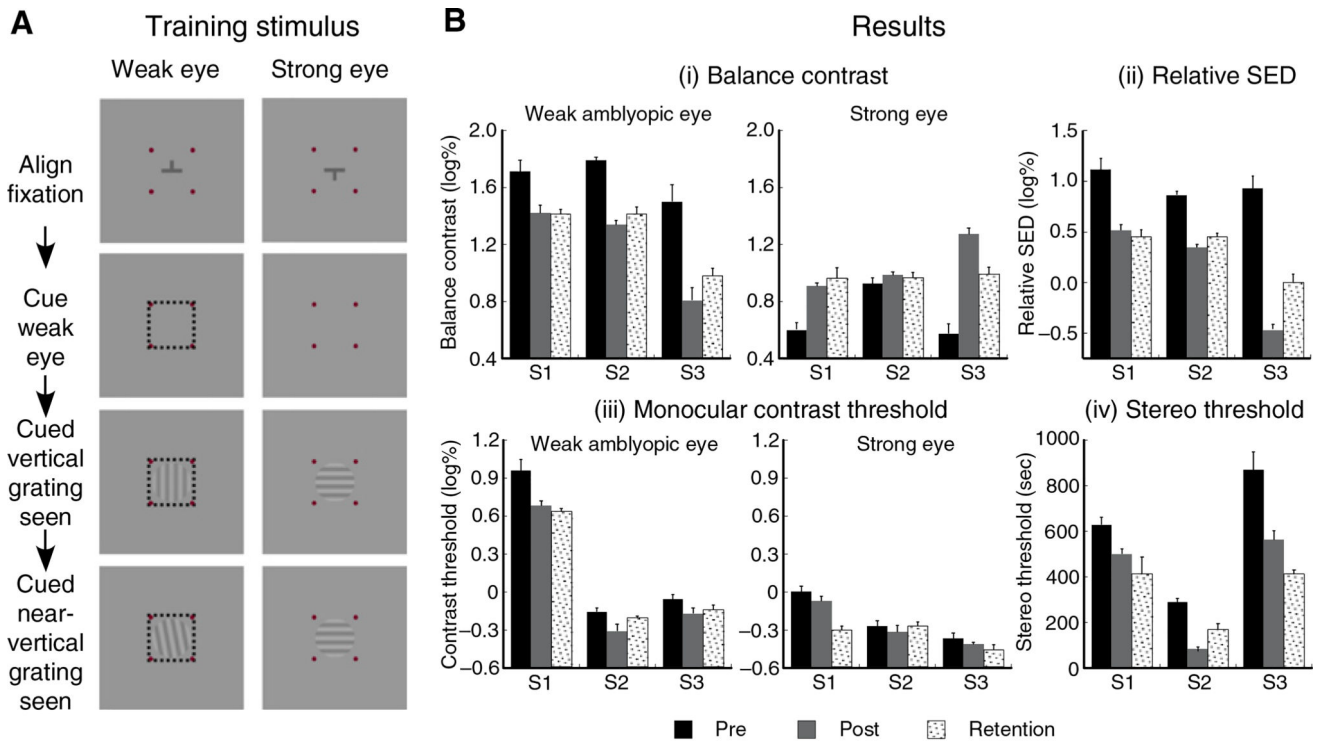 A
Training stimulus
Weak eye
Strong eye
Align
fixation
Cue
weak
eye
Cued
vertical
grating
seen
Cued
near-
vertical
grating
seen
B
Results
(i) Balance contrast
(ii) Relative SED
Weak amblyopic eye
Strong eye
Balance contrast (log%)
2.0
1.6
1.2
0.8
0.4
S1
S2
S3
2.0
1.6
1.2
0.8
0.4
S1
S2
S3
Relative SED (log%)
1.5
1.0
0.5
0.0
−0.5
S1
S2
S3
(iii) Monocular contrast threshold
(iv) Stereo threshold
Weak amblyopic eye
Strong eye
Contrast threshold (log%)
1.2
0.9
0.6
0.3
0
−0.3
−0.6
S1
S2
S3
1.2
0.9
0.6
0.3
0
−0.3
−0.6
S1
S2
S3
Stereo threshold (sec)
1000
800
600
400
200
0
S1
S2
S3
Pre
Post
Retention